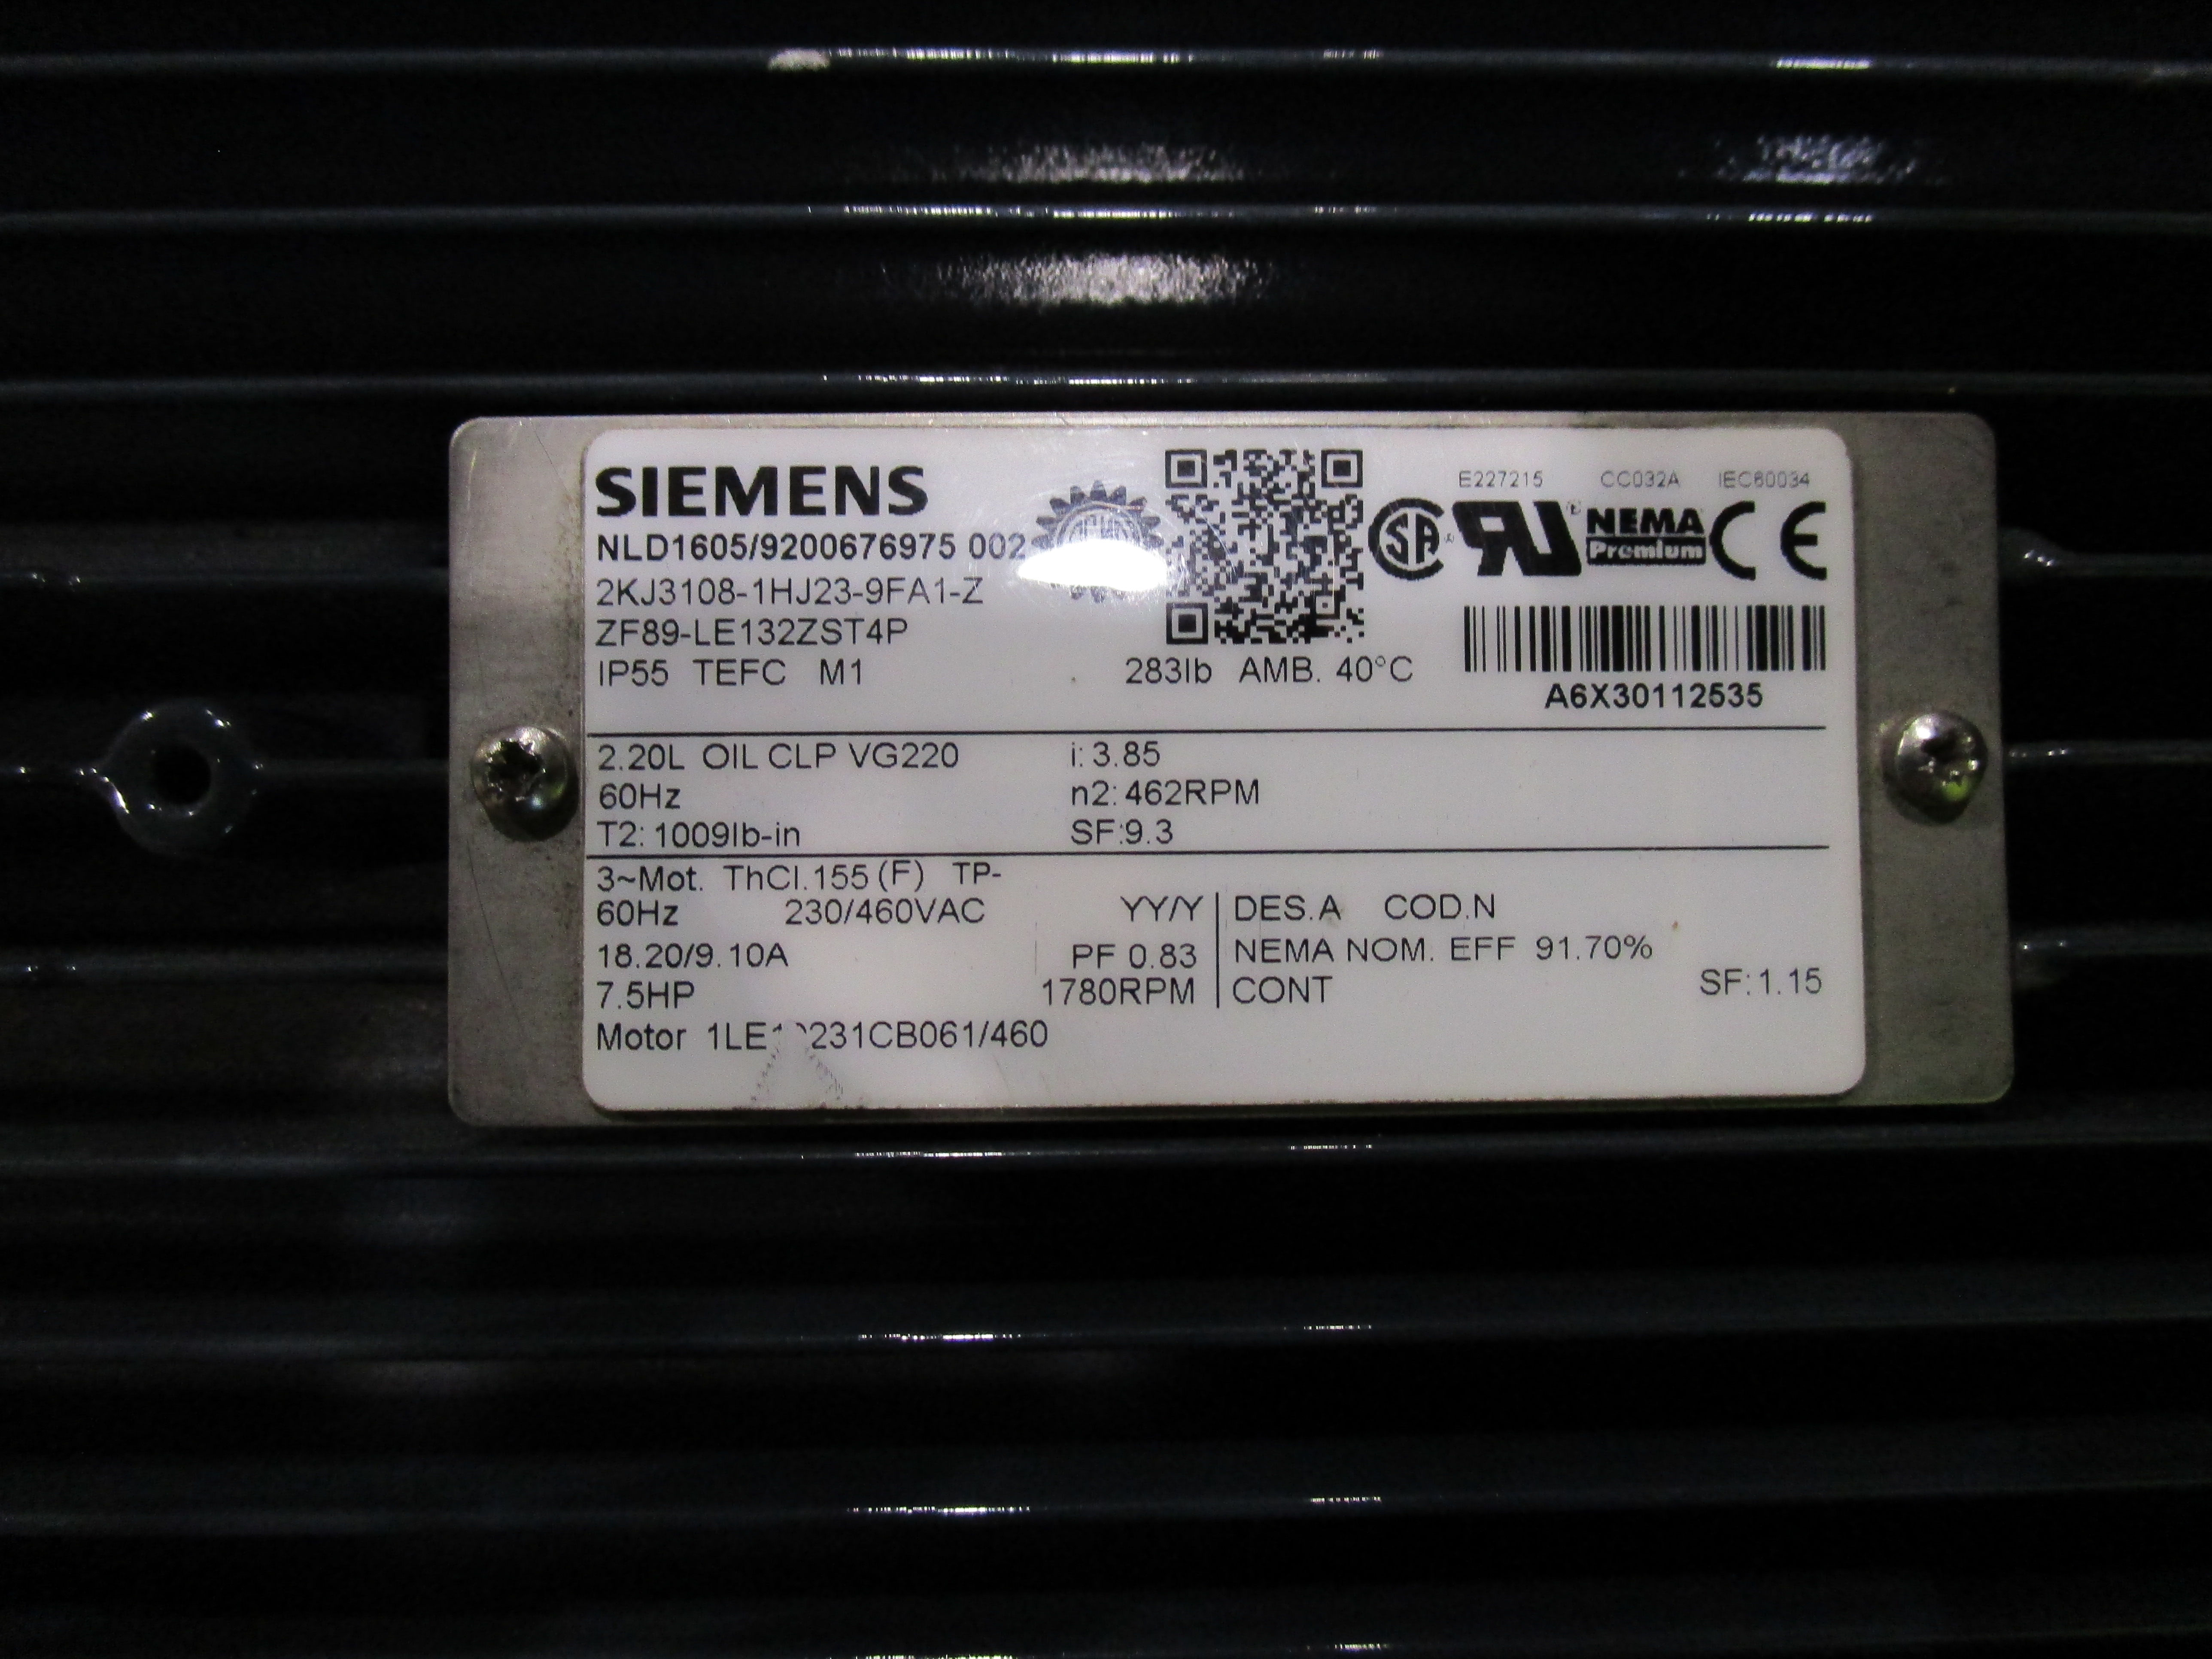 SIEMENS
NLD1605/9200676975 002
2KJ3108-1HJ23-9FA1-Z
ZF89-LE132ZST4P
IP55 TEFC M1
283lb AMB. 40°C
E227215 CC032A IEC60034
CSA RU NEMA Premium CE
A6X30112535
2.20L OIL CLP VG220 i: 3.85
60Hz n2: 462RPM
T2: 1009lb-in SF:9.3
3~Mot. ThCl.155 (F) TP-
60Hz 230/460VAC YY/Y DES.A COD.N
18.20/9.10A PF 0.83 NEMA NOM. EFF 91.70%
7.5HP 1780RPM CONT SF:1.15
Motor